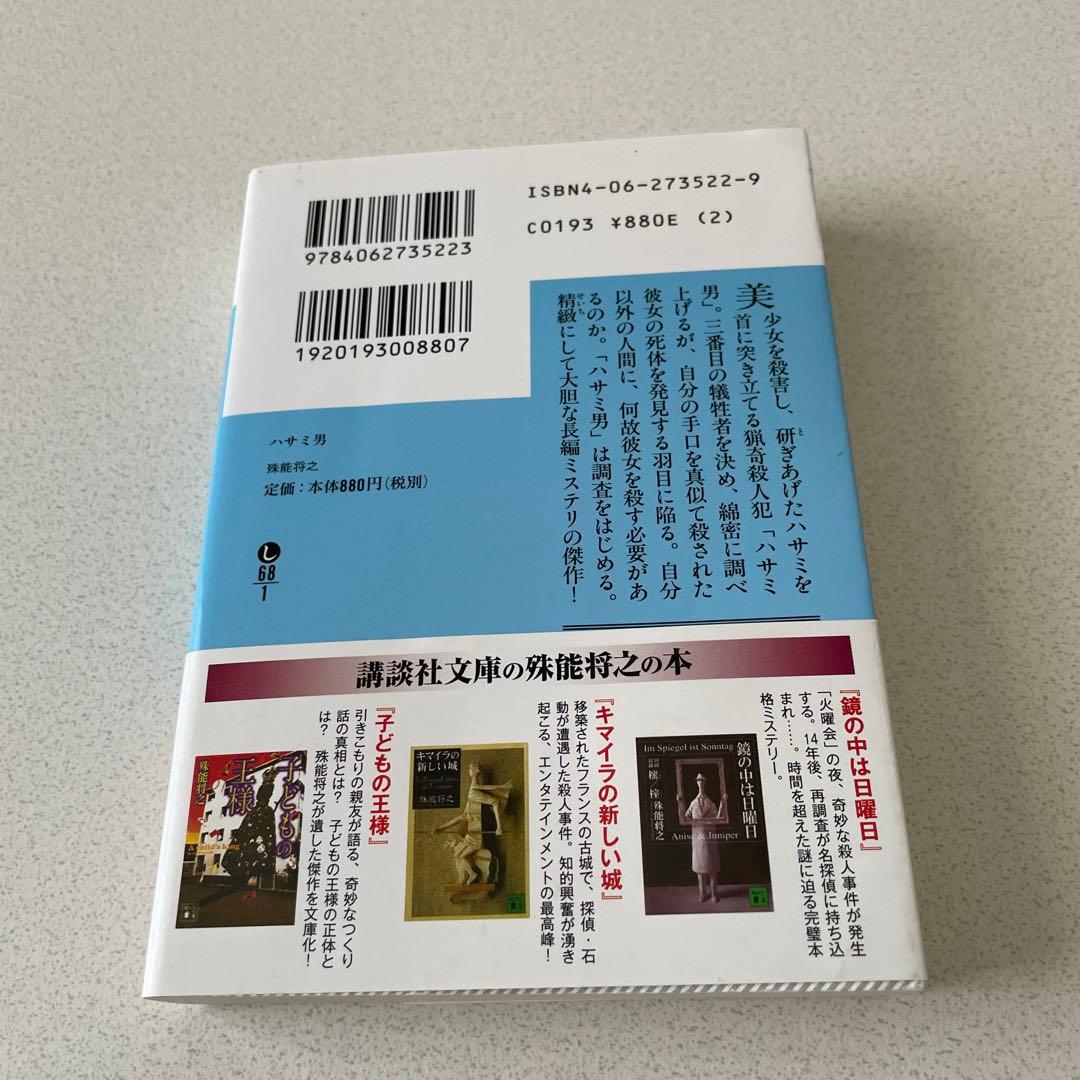 ISBN4-06-273522-9
C0193 ¥880E (2)
9784062735223
1920193008807
美少女を殺害し、研ぎあげたハサミを
首に突き立てる猟奇殺人犯「ハサミ
男」。三番目の犠牲者を決め、綿密に調べ
上げるが、自分の手口を真似て殺された
彼女の死体を発見する羽目に陥る。自分
以外の人間に、何故彼女を殺す必要があ
るのか。「ハサミ男」は調査をはじめる。
精緻にして大胆な長編ミステリの傑作!
と
せいち
ハサミ男
殊能将之
定価:本体880円(税別)
し
68
1
講談社文庫の殊能将之の本
『鏡の中は日曜日』
「火曜会」の夜、奇妙な殺人事件が発生
する。14年後、再調査が名探偵に持ち込
まれ……。時間を超えた謎に迫る完璧本
格ミステリー。
Im Spiegel ist Sonntag
鏡の中は日曜日
殊能将之
Anise & Juniper
『キマイラの新しい城』
移築されたフランスの古城で、探偵・石
動が遭遇した殺人事件。知的興奮が湧き
起こる、エンタテインメントの最高峰!
キマイラの
新しい城
殊能将之
『子どもの王様』
引きこもりの親友が語る、奇妙なつくり
話の真相とは? 子どもの王様の正体と
は? 殊能将之が遺した傑作を文庫化!
子どもの
王様
殊能将之